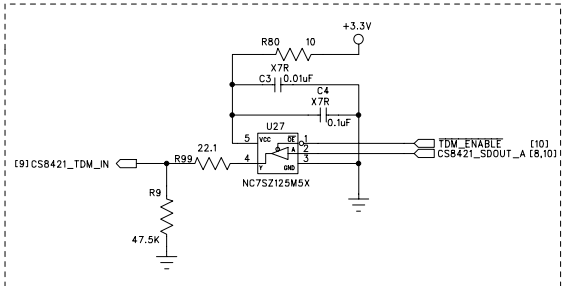 +3.3V
R80 10
X7R
C3 0.01uF
C4
X7R
0.1uF
U27
5 VCC OE 1
TDM_ENABLE [10]
A 2
CS8421_SDOUT_A [8,10]
22.1
[9] CS8421_TDM_IN
R99
4 Y GND 3
NC7SZ125M5X
R9
47.5K